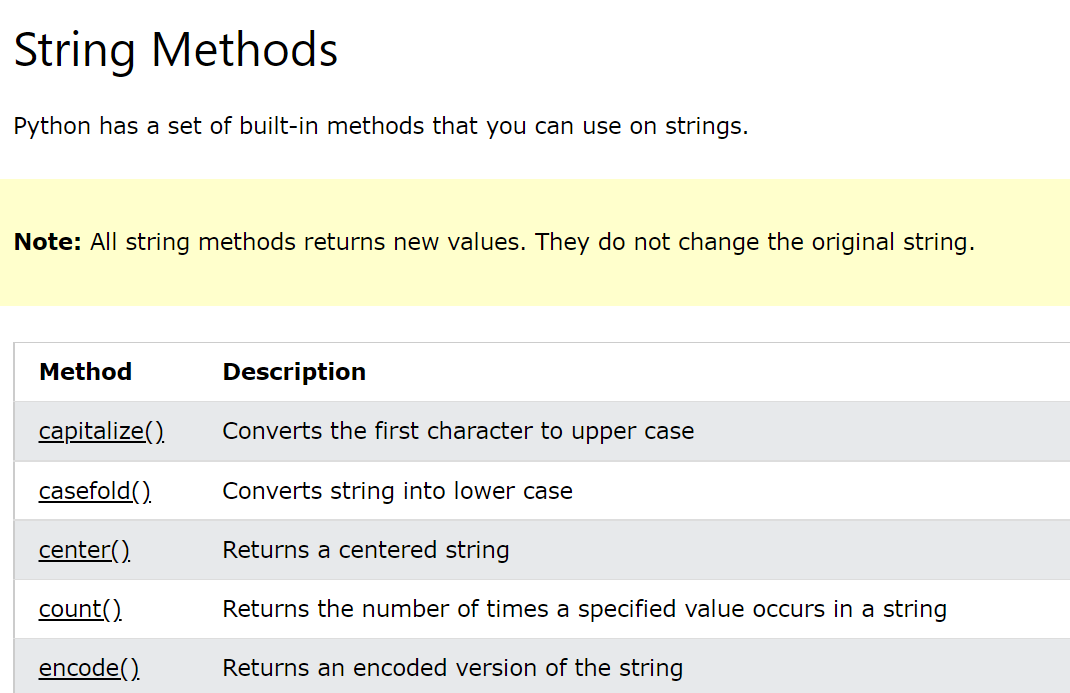 String Methods
Python has a set of built-in methods that you can use on strings.
Note: All string methods returns new values. They do not change the original string.
Method Description
capitalize() Converts the first character to upper case
casefold() Converts string into lower case
center() Returns a centered string
count() Returns the number of times a specified value occurs in a string
encode() Returns an encoded version of the string